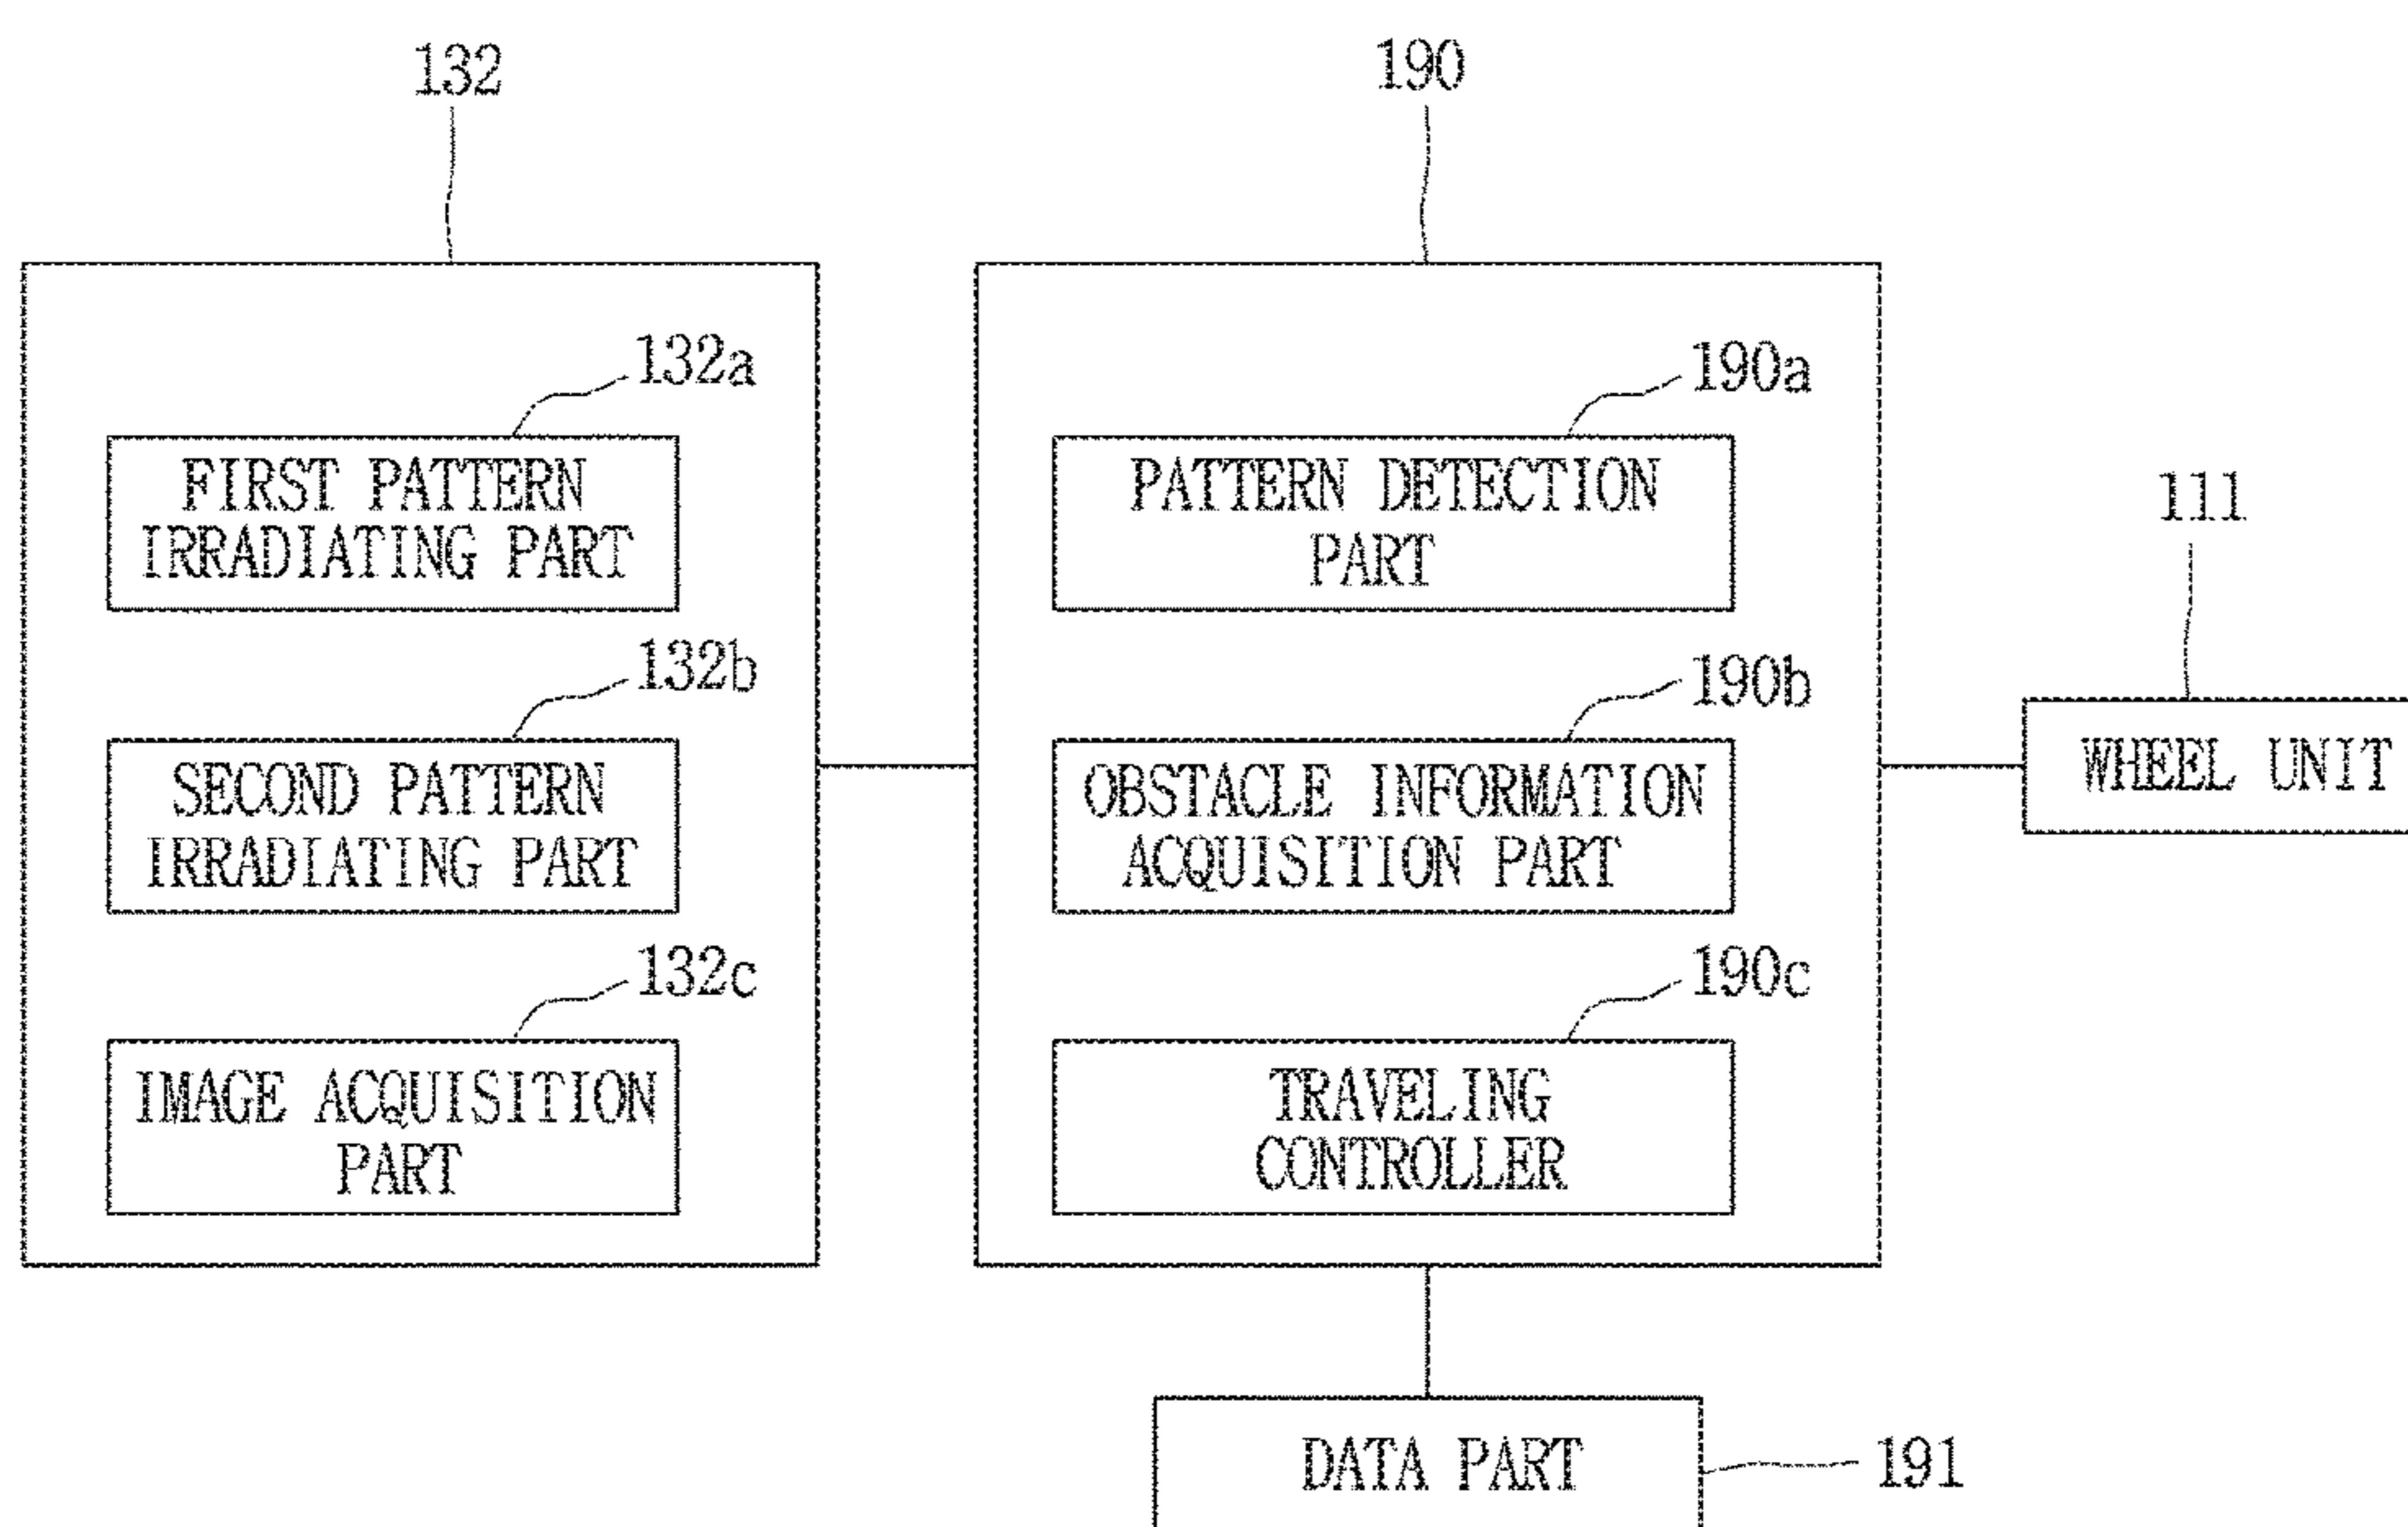 132
190
132a
FIRST PATTERN
IRRADIATING PART
132b
SECOND PATTERN
IRRADIATING PART
132c
IMAGE ACQUISITION
PART
190a
PATTERN DETECTION
PART
190b
OBSTACLE INFORMATION
ACQUISITION PART
190c
TRAVELING
CONTROLLER
111
WHEEL UNIT
DATA PART
191